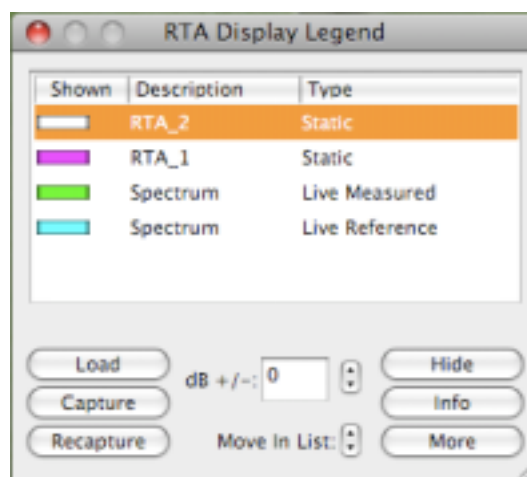 RTA Display Legend
Shown Description Type
RTA_2 Static
RTA_1 Static
Spectrum Live Measured
Spectrum Live Reference
Load dB +/-: 0 Hide
Capture Info
Recapture Move In List: More